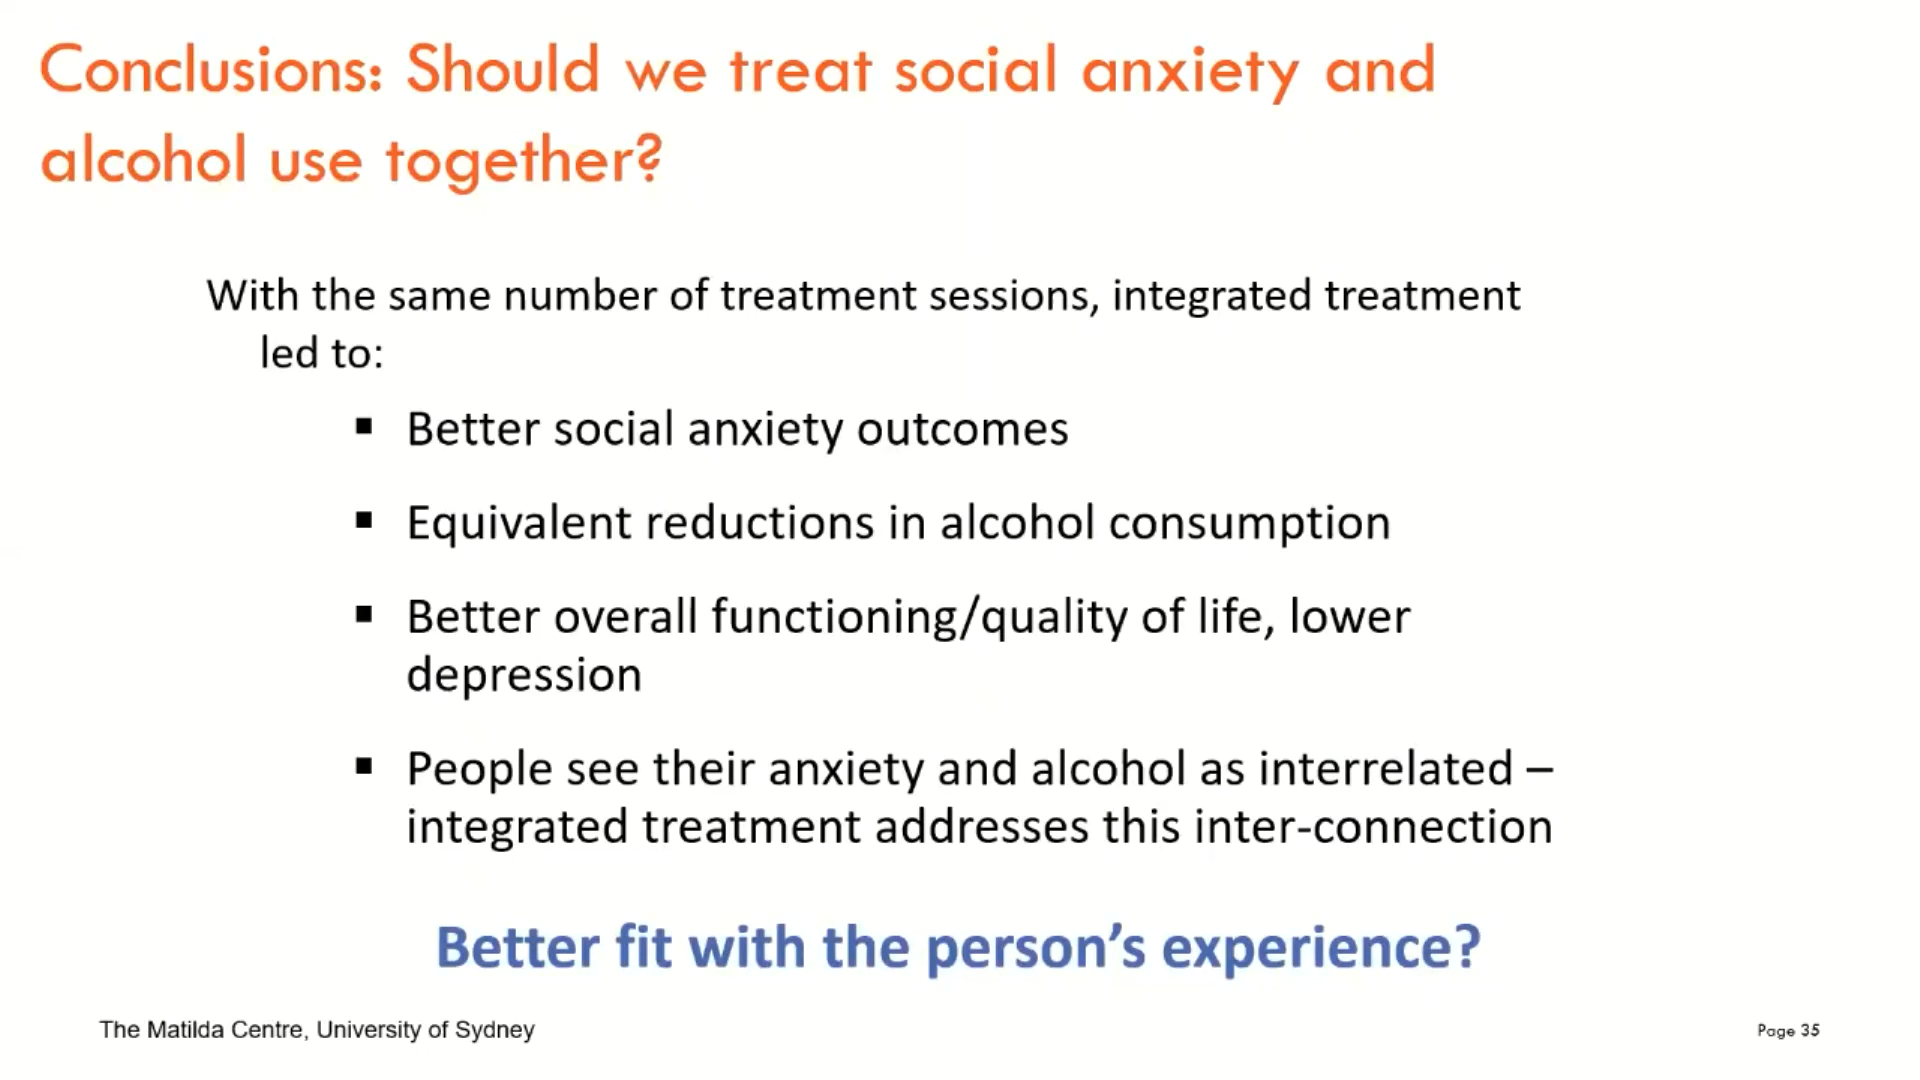 Conclusions: Should we treat social anxiety and
alcohol use together?
With the same number of treatment sessions, integrated treatment
led to:
▪ Better social anxiety outcomes
▪ Equivalent reductions in alcohol consumption
▪ Better overall functioning/quality of life, lower
depression
▪ People see their anxiety and alcohol as interrelated –
integrated treatment addresses this inter-connection
Better fit with the person’s experience?
The Matilda Centre, University of Sydney
Page 35